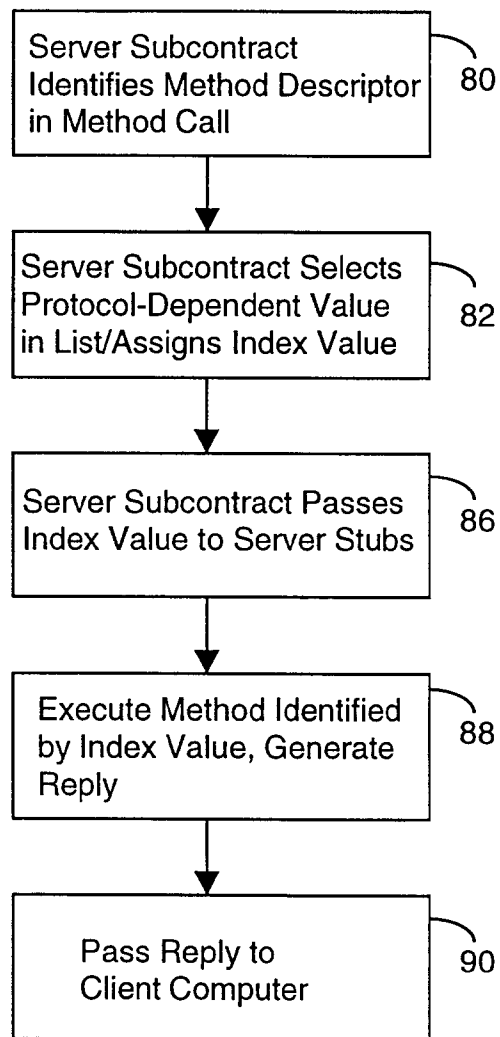 Server Subcontract
Identifies Method Descriptor
in Method Call
80
Server Subcontract Selects
Protocol-Dependent Value
in List/Assigns Index Value
82
Server Subcontract Passes
Index Value to Server Stubs
86
Execute Method Identified
by Index Value, Generate
Reply
88
Pass Reply to
Client Computer
90